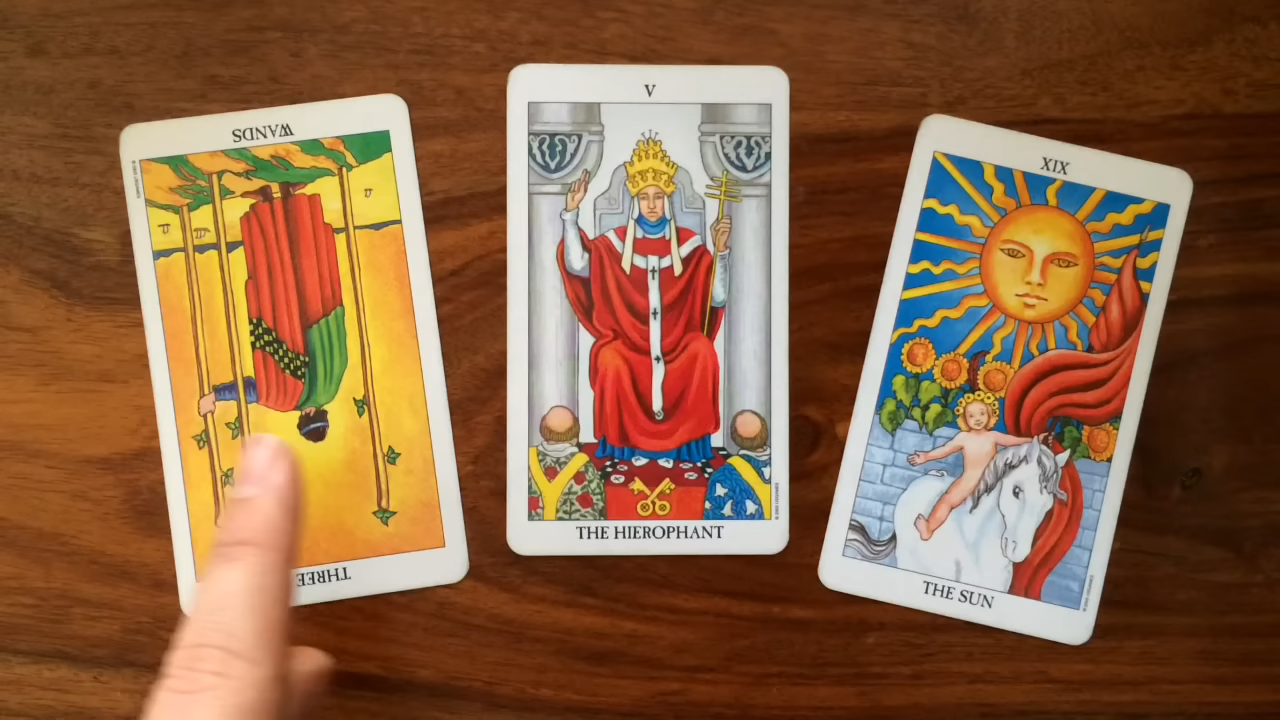 WANDS
THREE
V
THE HIEROPHANT
XIX
THE SUN